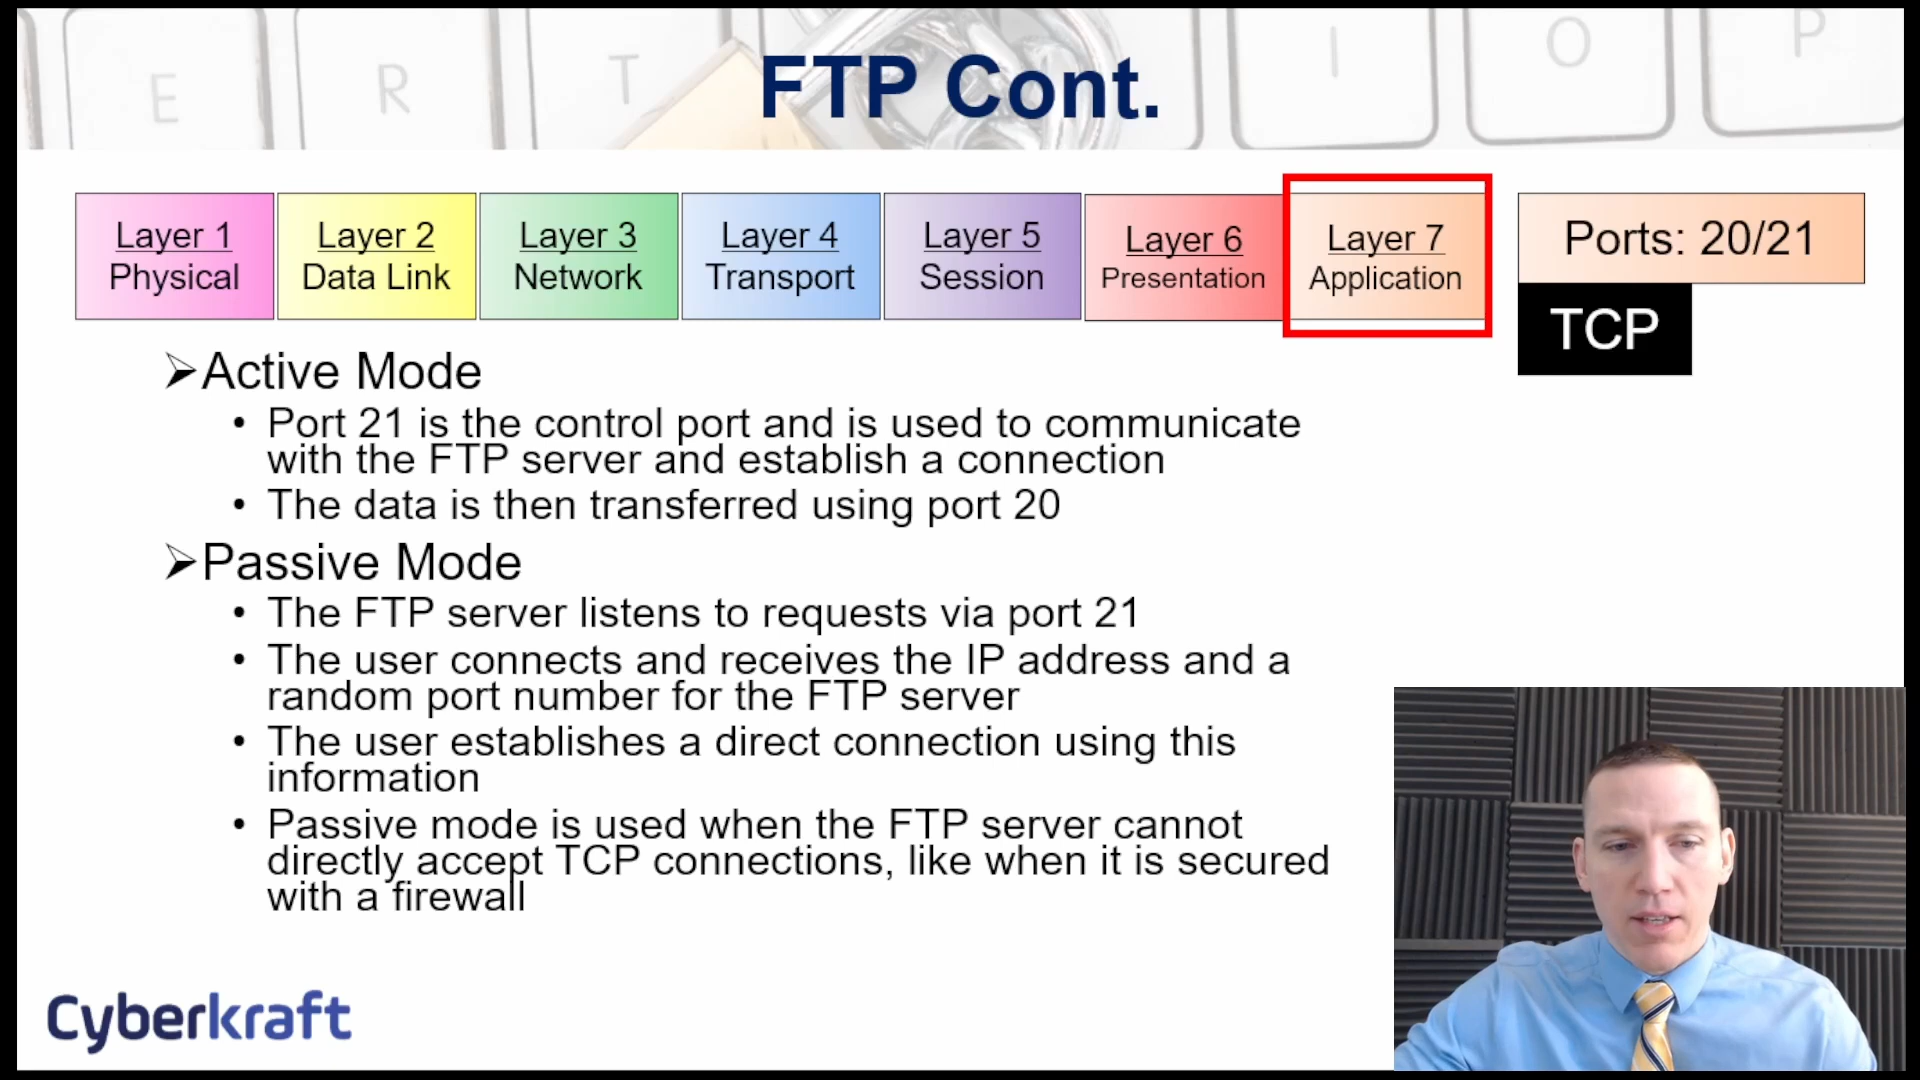 E R T I O P
FTP Cont.
Layer 1
Physical
Layer 2
Data Link
Layer 3
Network
Layer 4
Transport
Layer 5
Session
Layer 6
Presentation
Layer 7
Application
Ports: 20/21
TCP
➢Active Mode
• Port 21 is the control port and is used to communicate
with the FTP server and establish a connection
• The data is then transferred using port 20
➢Passive Mode
• The FTP server listens to requests via port 21
• The user connects and receives the IP address and a
random port number for the FTP server
• The user establishes a direct connection using this
information
• Passive mode is used when the FTP server cannot
directly accept TCP connections, like when it is secured
with a firewall
Cyberkraft